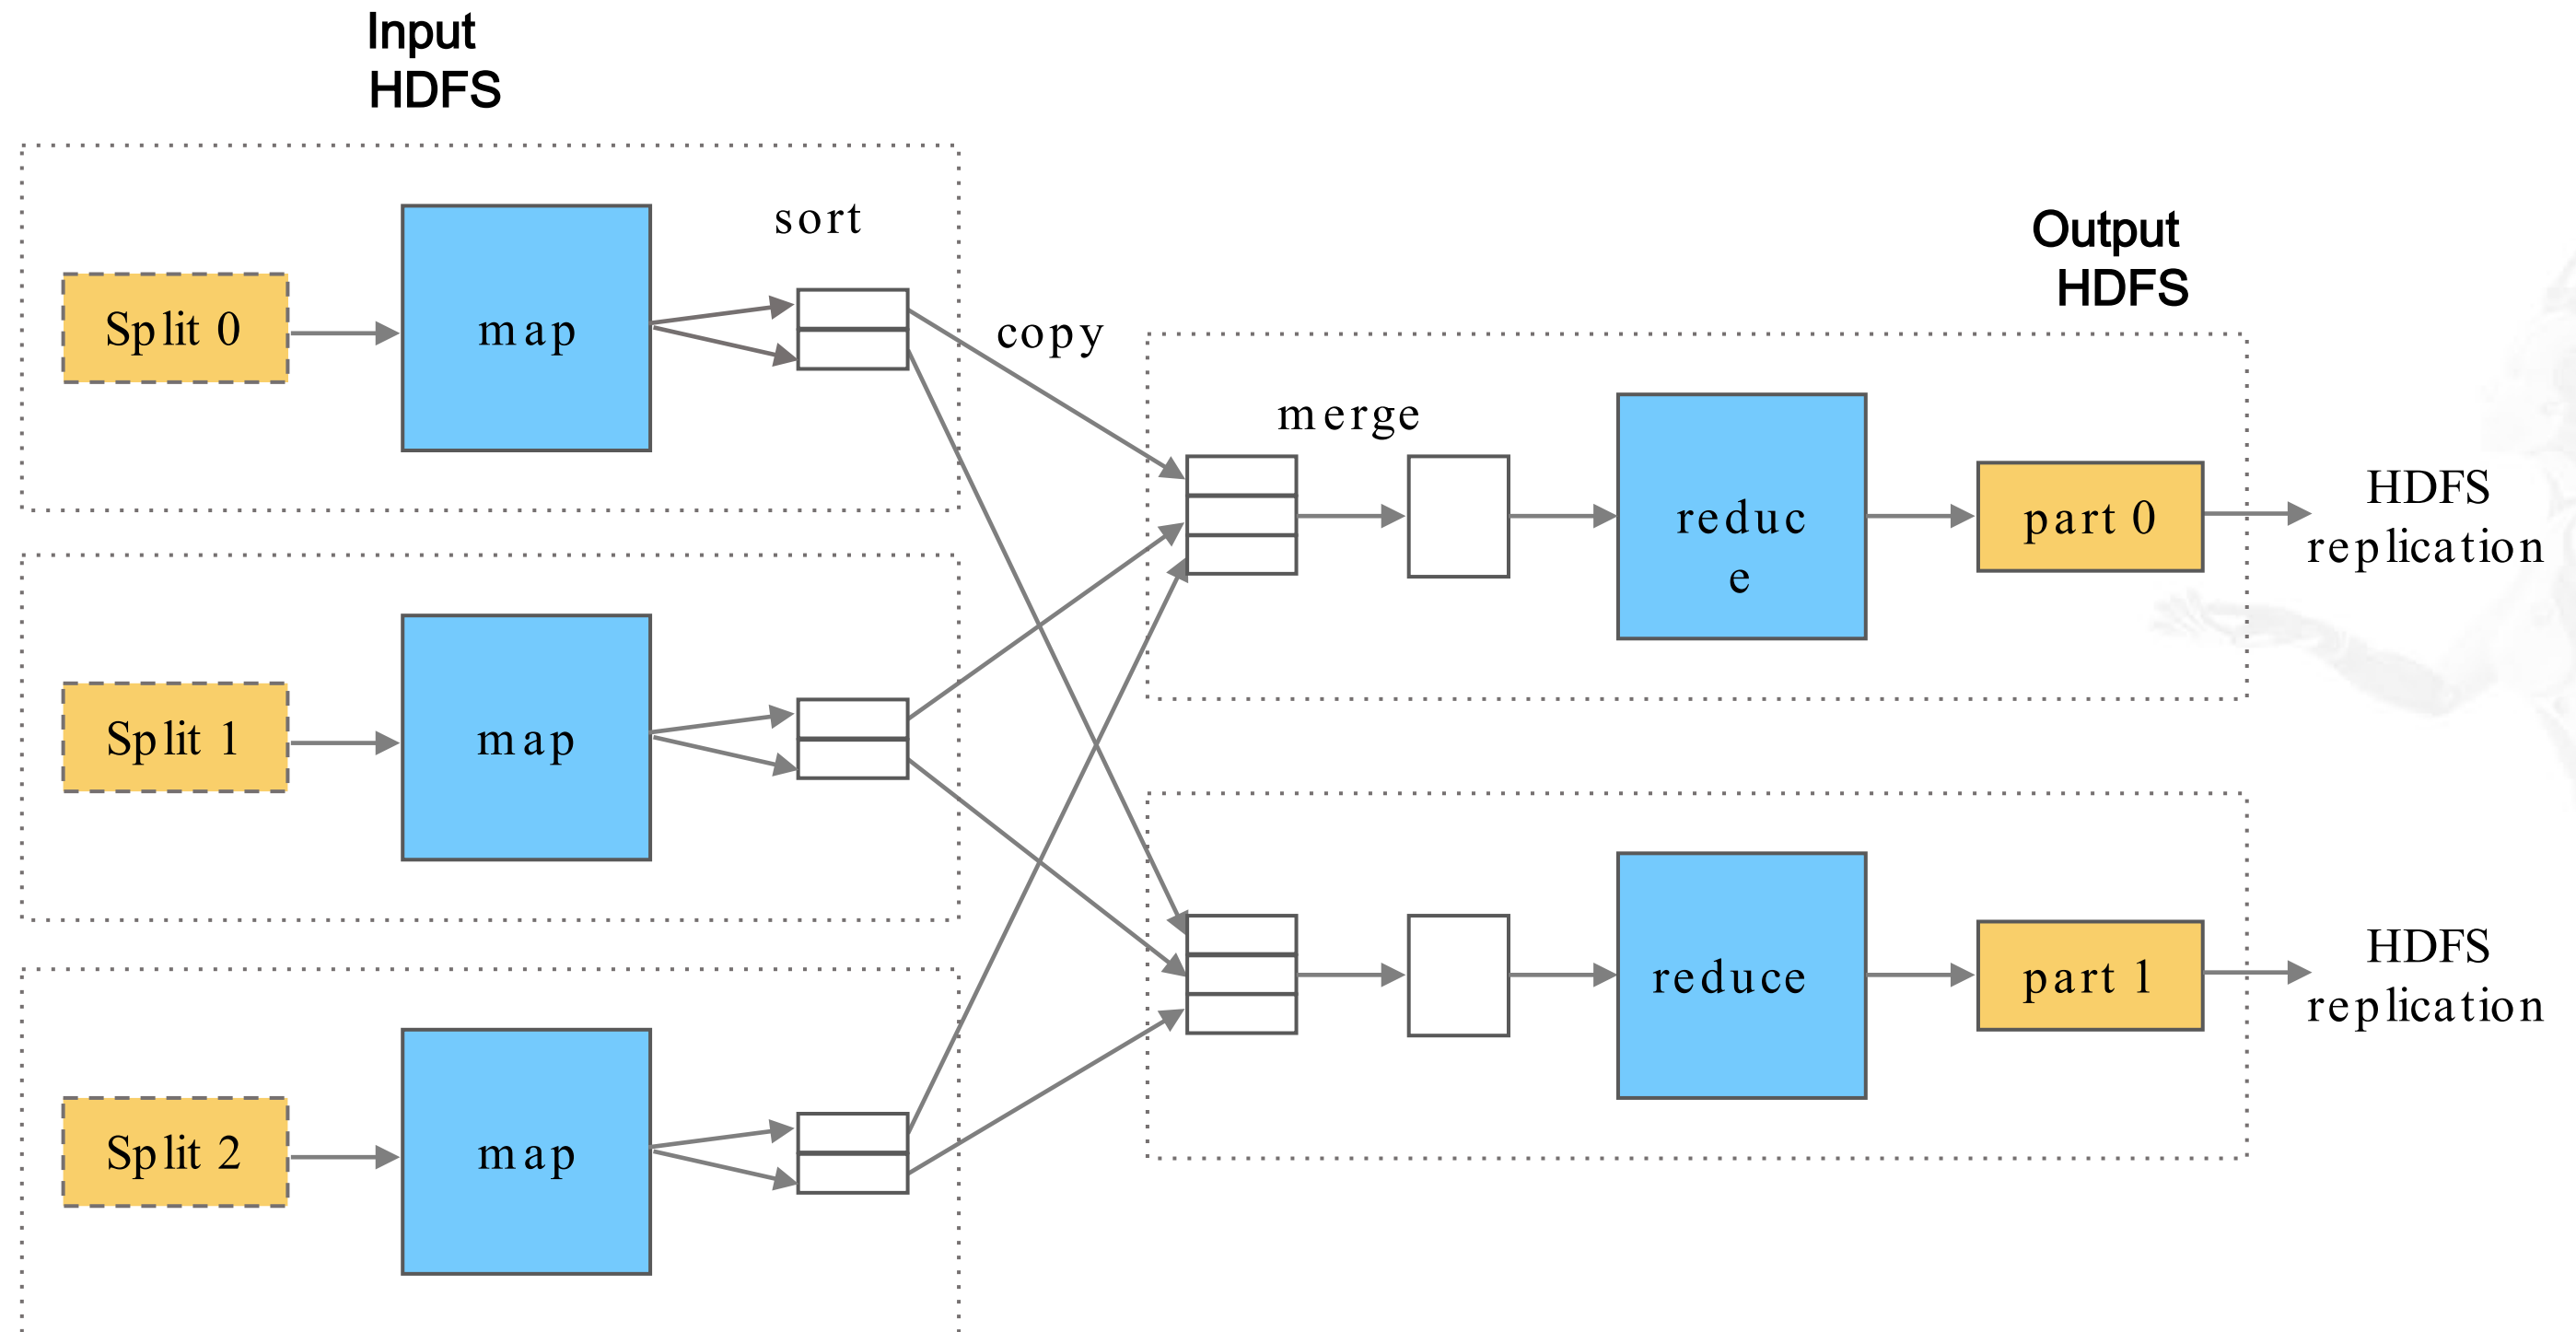 Input
HDFS
sort
Split 0
map
copy
Output
HDFS
merge
reduc
e
part 0
HDFS
replication
Split 1
map
reduce
part 1
HDFS
replication
Split 2
map